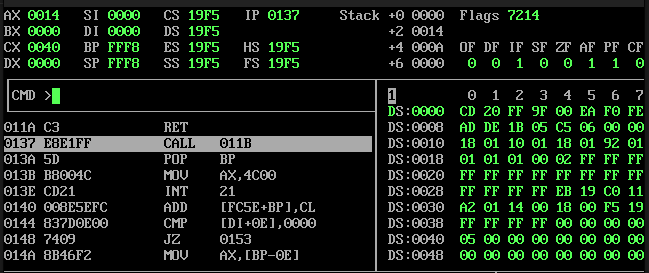 AX 0014 SI 0000 CS 19F5 IP 0137 Stack +0 0000 Flags 7214
BX 0000 DI 0000 DS 19F5 +2 0014
CX 0040 BP FFF8 ES 19F5 HS 19F5 +4 000A OF DF IF SF ZF AF PF CF
DX 0000 SP FFF8 SS 19F5 FS 19F5 +6 0000 0 0 1 0 0 1 1 0
CMD > 1 0 1 2 3 4 5 6 7
DS:0000 CD 20 FF 9F 00 EA F0 FE
011A C3 RET DS:0008 AD DE 1B 05 C5 06 00 00
0137 E8E1FF CALL 011B DS:0010 18 01 10 01 18 01 92 01
013A 5D POP BP DS:0018 01 01 01 00 02 FF FF FF
013B B8004C MOV AX,4C00 DS:0020 FF FF FF FF FF FF FF FF
013E CD21 INT 21 DS:0028 FF FF FF FF EB 19 C0 11
0140 008E5EFC ADD [FC5E+BP],CL DS:0030 A2 01 14 00 18 00 F5 19
0144 837D0E00 CMP [DI+0E],0000 DS:0038 FF FF FF FF 00 00 00 00
0148 7409 JZ 0153 DS:0040 05 00 00 00 00 00 00 00
014A 8B46F2 MOV AX,[BP-0E] DS:0048 00 00 00 00 00 00 00 00